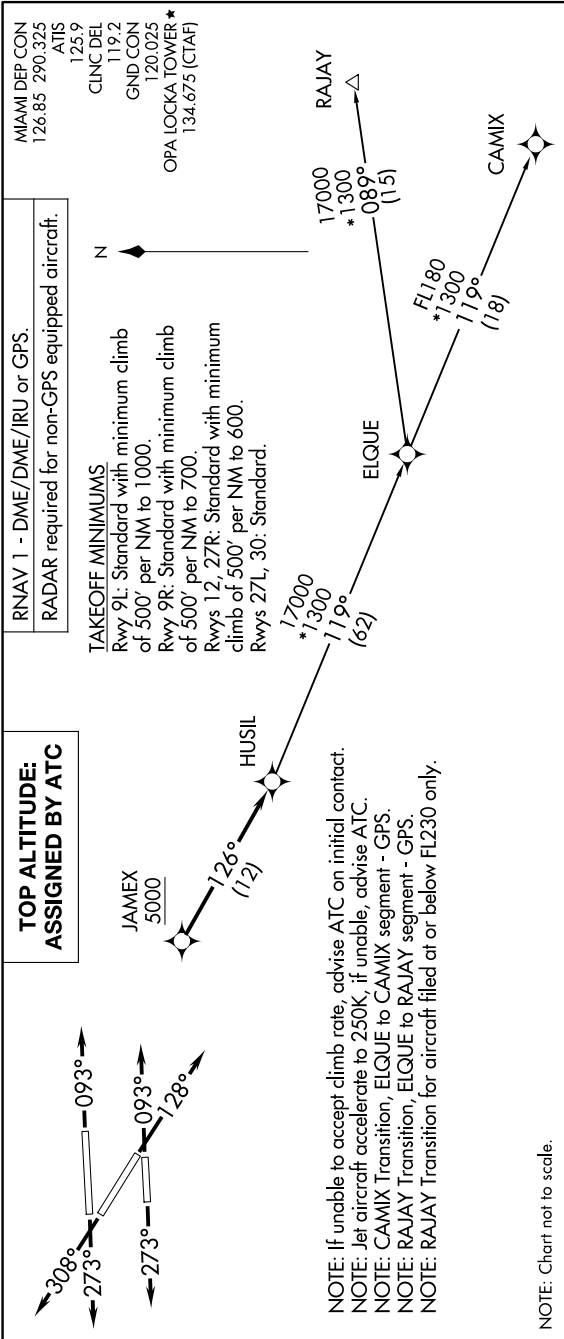 TOP ALTITUDE:
ASSIGNED BY ATC
RNAV 1 - DME/DME/IRU or GPS.
RADAR required for non-GPS equipped aircraft.
MIAMI DEP CON
126.85 290.325
ATIS
125.9
CLNC DEL
119.2
GND CON
120.025
OPA LOCKA TOWER★
134.675 (CTAF)
TAKEOFF MINIMUMS
Rwy 9L: Standard with minimum climb
of 500' per NM to 1000.
Rwy 9R: Standard with minimum climb
of 500' per NM to 700.
Rwys 12, 27R: Standard with minimum
climb of 500' per NM to 600.
Rwys 27L, 30: Standard.
N
308°
273°
093°
093°
128°
273°
JAMEX
5000
126°
(12)
HUSIL
17000
*1300
119°
(62)
ELQUE
17000
*1300
089°
(15)
RAJAY
FL180
*1300
119°
(18)
CAMIX
NOTE: If unable to accept climb rate, advise ATC on initial contact.
NOTE: Jet aircraft accelerate to 250K, if unable, advise ATC.
NOTE: CAMIX Transition, ELQUE to CAMIX segment - GPS.
NOTE: RAJAY Transition, ELQUE to RAJAY segment - GPS.
NOTE: RAJAY Transition for aircraft filed at or below FL230 only.
NOTE: Chart not to scale.